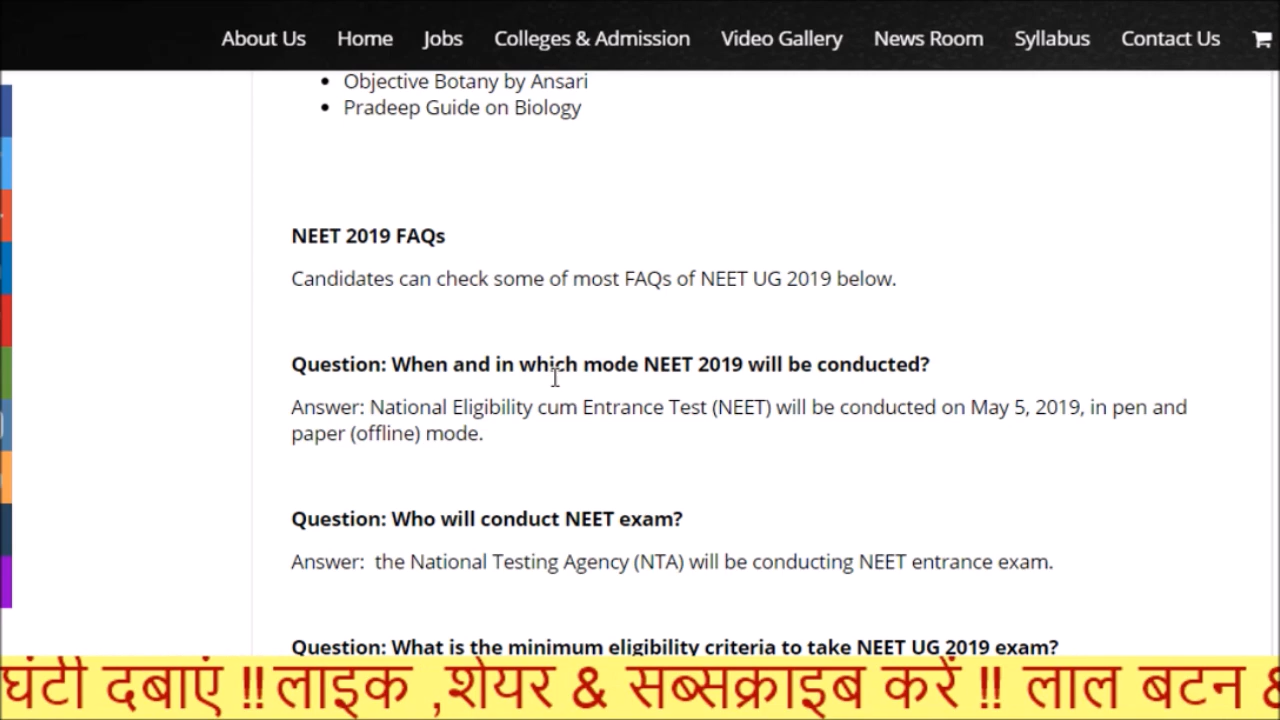 About Us Home Jobs Colleges & Admission Video Gallery News Room Syllabus Contact Us
Objective Botany by Ansari
Pradeep Guide on Biology
NEET 2019 FAQs
Candidates can check some of most FAQs of NEET UG 2019 below.
Question: When and in which mode NEET 2019 will be conducted?
Answer: National Eligibility cum Entrance Test (NEET) will be conducted on May 5, 2019, in pen and
paper (offline) mode.
Question: Who will conduct NEET exam?
Answer:  the National Testing Agency (NTA) will be conducting NEET entrance exam.
Question: What is the minimum eligibility criteria to take NEET UG 2019 exam?
घंटी दबाएं !! लाइक ,शेयर & सब्सक्राइब करें !! लाल बटन &